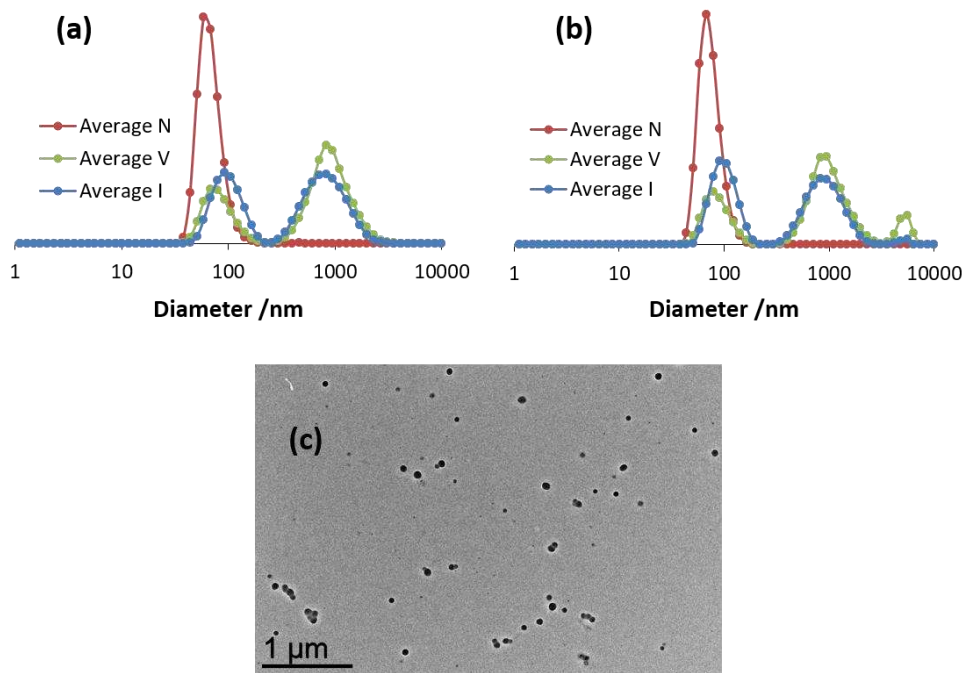 (a)
Average N
Average V
Average I
1 10 100 1000 10000
Diameter /nm
(b)
Average N
Average V
Average I
1 10 100 1000 10000
Diameter /nm
(c)
1 µm